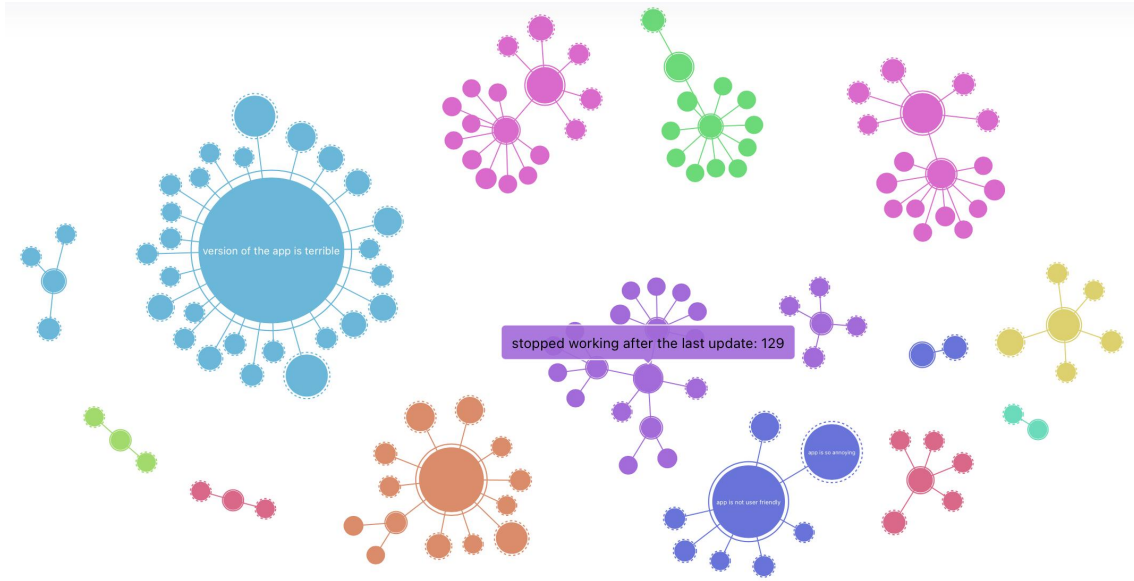 version of the app is terrible
stopped working after the last update: 129
app is so annoying
app is not user friendly